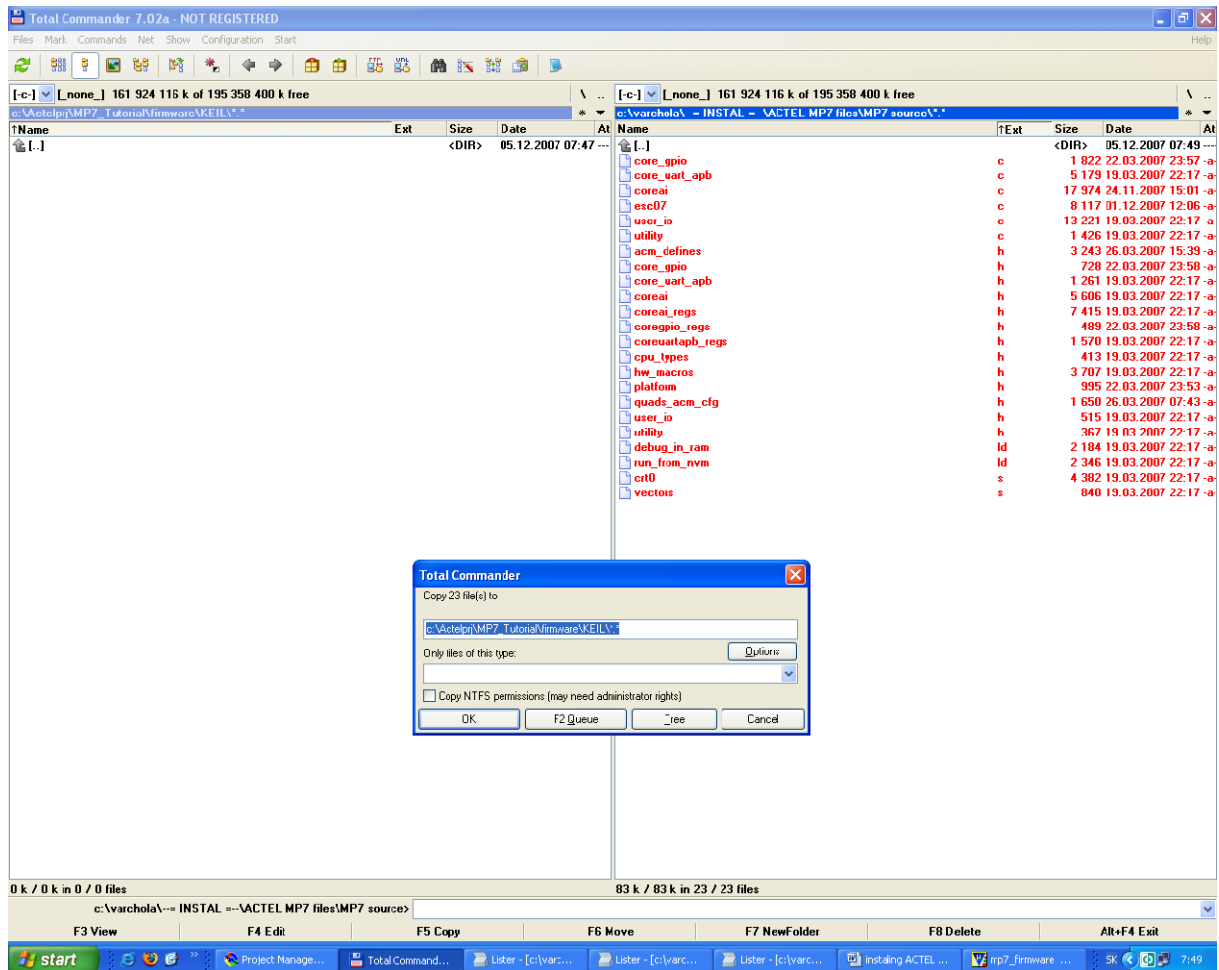 Total Commander 7.02a - NOT REGISTERED
Files Mark Commands Net Show Configuration Start Help
[-c-] [_none_] 161 924 116 k of 195 358 400 k free \ ..
[-c-] [_none_] 161 924 116 k of 195 358 400 k free \ ..
c:\Actelprj\MP7_Tutorial\firmware\KEIL\*.* *
c:\varchola\--= INSTAL =--\ACTEL MP7 files\MP7 source\*.* *
↑Name Ext Size Date At
Name ↑Ext Size Date At
[..] <DIR> 05.12.2007 07:47 ---
[..] <DIR> 05.12.2007 07:49 ----
core_gpio c 1 822 22.03.2007 23:57 -a-
core_uart_apb c 5 179 19.03.2007 22:17 -a-
coreai c 17 974 24.11.2007 15:01 -a-
esc07 c 8 117 01.12.2007 12:06 -a-
user_io c 13 221 19.03.2007 22:17 -a-
utility c 1 426 19.03.2007 22:17 -a-
acm_defines h 3 243 26.03.2007 15:39 -a-
core_gpio h 728 22.03.2007 23:58 -a-
core_uart_apb h 1 261 19.03.2007 22:17 -a-
coreai h 5 606 19.03.2007 22:17 -a-
coreai_regs h 7 415 19.03.2007 22:17 -a-
coregpio_regs h 489 22.03.2007 23:58 -a-
coreuartapb_regs h 1 570 19.03.2007 22:17 -a-
cpu_types h 413 19.03.2007 22:17 -a-
hw_macros h 3 707 19.03.2007 22:17 -a-
platform h 995 22.03.2007 23:53 -a-
quads_acm_cfg h 1 650 26.03.2007 07:43 -a-
user_io h 515 19.03.2007 22:17 -a-
utility h 367 19.03.2007 22:17 -a-
debug_in_ram ld 2 184 19.03.2007 22:17 -a-
run_from_nvm ld 2 346 19.03.2007 22:17 -a-
crt0 s 4 382 19.03.2007 22:17 -a-
vectors s 840 19.03.2007 22:17 -a-
Total Commander
Copy 23 file(s) to
c:\Actelprj\MP7_Tutorial\firmware\KEIL\*.*
Only files of this type:
Options
Copy NTFS permissions (may need administrator rights)
OK F2 Queue Tree Cancel
0 k / 0 k in 0 / 0 files
83 k / 83 k in 23 / 23 files
c:\varchola\--= INSTAL =--\ACTEL MP7 files\MP7 source>
F3 View F4 Edit F5 Copy F6 Move F7 NewFolder F8 Delete Alt+F4 Exit
start Project Manage... Total Command... Lister - [c:\varc... Lister - [c:\varc... Lister - [c:\varc... instaling ACTEL ... mp7_firmware ... SK 7:49